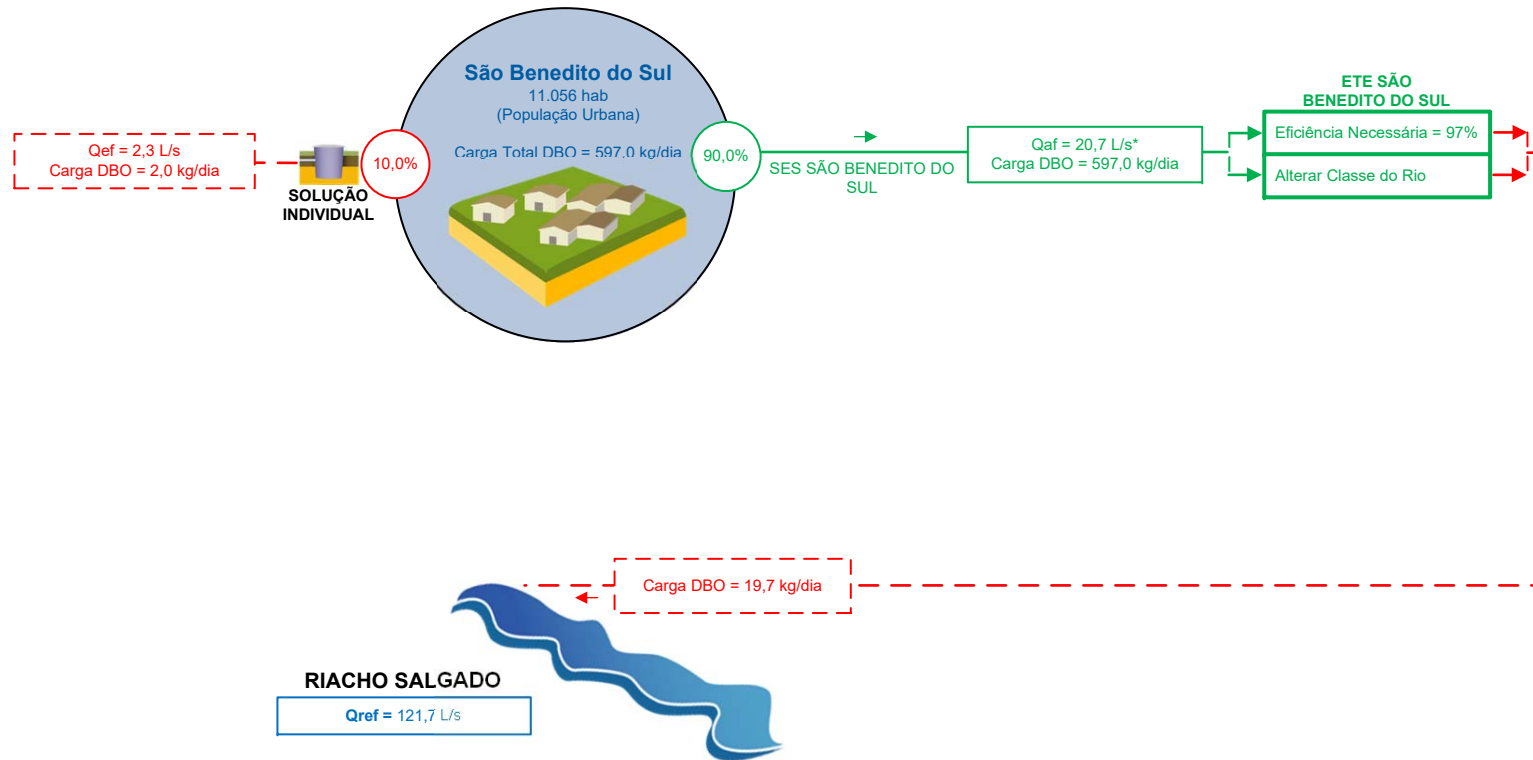 São Benedito do Sul
11.056 hab
(População Urbana)
Carga Total DBO = 597,0 kg/dia
Qef = 2,3 L/s
Carga DBO = 2,0 kg/dia
SOLUÇÃO
INDIVIDUAL
10,0%
90,0%
SES SÃO BENEDITO DO
SUL
Qaf = 20,7 L/s*
Carga DBO = 597,0 kg/dia
ETE SÃO
BENEDITO DO SUL
Eficiência Necessária = 97%
Alterar Classe do Rio
Carga DBO = 19,7 kg/dia
RIACHO SALGADO
Qref = 121,7 L/s